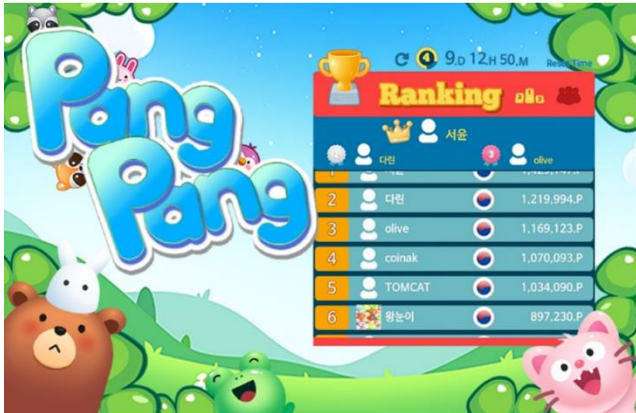 Pang
Pang
4 9.D 12.H 50.M Reset Time
Ranking
서윤
다린 3 olive
2 다린 1,219,994.P
3 olive 1,169,123.P
4 coinak 1,070,093.P
5 TOMCAT 1,034,090.P
6 왕눈이 897,230.P